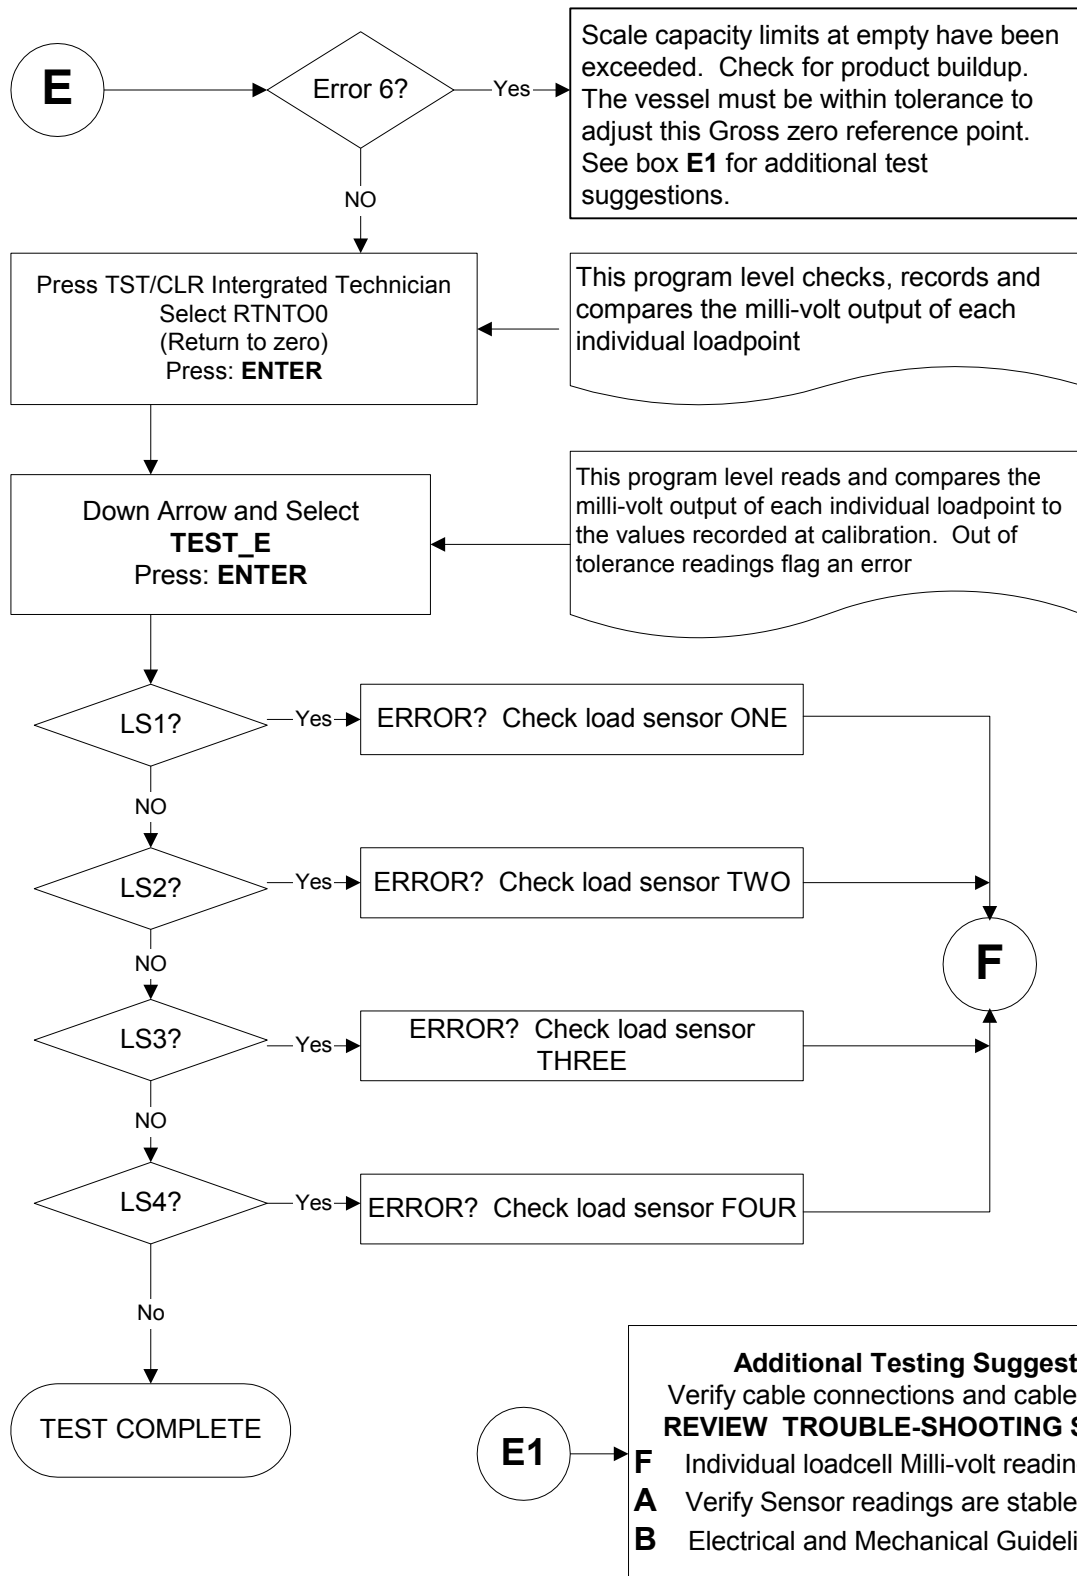 E
Error 6?
Yes
Scale capacity limits at empty have been
exceeded. Check for product buildup.
The vessel must be within tolerance to
adjust this Gross zero reference point.
See box E1 for additional test
suggestions.
NO
Press TST/CLR Intergrated Technician
Select RTNTO0
(Return to zero)
Press: ENTER
This program level checks, records and
compares the milli-volt output of each
individual loadpoint
Down Arrow and Select
TEST_E
Press: ENTER
This program level reads and compares the
milli-volt output of each individual loadpoint to
the values recorded at calibration. Out of
tolerance readings flag an error
LS1?
Yes
ERROR? Check load sensor ONE
NO
LS2?
Yes
ERROR? Check load sensor TWO
F
NO
LS3?
Yes
ERROR? Check load sensor
THREE
NO
LS4?
Yes
ERROR? Check load sensor FOUR
No
TEST COMPLETE
E1
Additional Testing Suggest
Verify cable connections and cable
REVIEW TROUBLE-SHOOTING S
F Individual loadcell Milli-volt readin
A Verify Sensor readings are stable
B Electrical and Mechanical Guideli